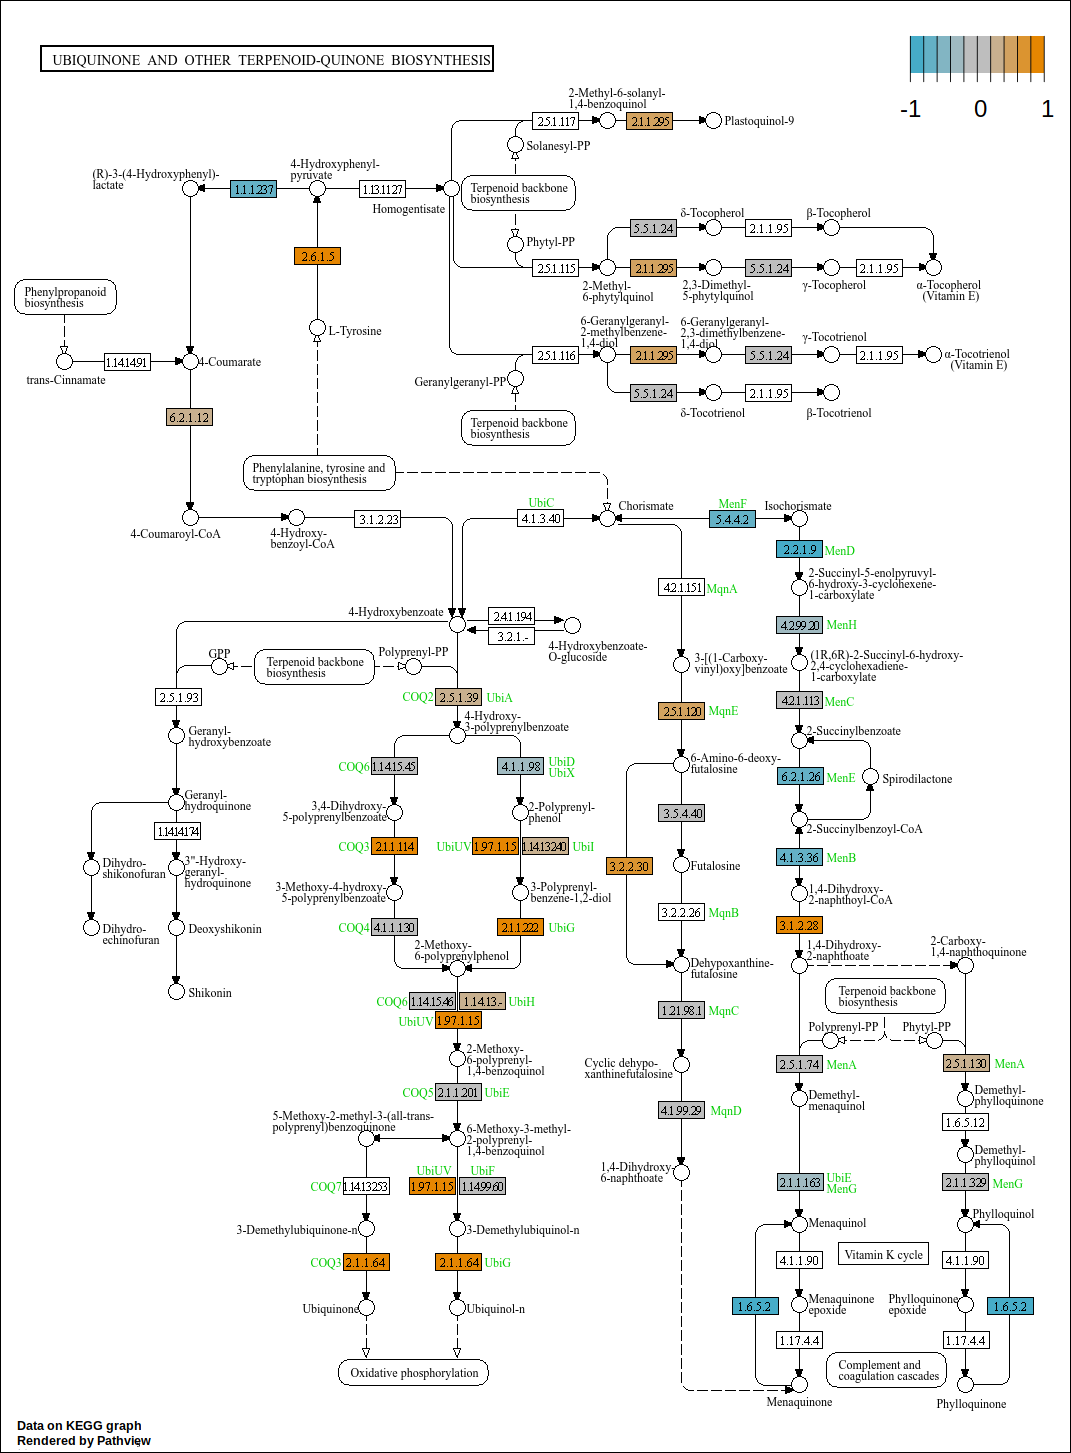 UBIQUINONE AND OTHER TERPENOID-QUINONE BIOSYNTHESIS
-1 0 1
2-Methyl-6-solanyl-
1,4-benzoquinol
2.5.1.117
2.1.1.295
Plastoquinol-9
Solanesyl-PP
4-Hydroxyphenyl-
pyruvate
(R)-3-(4-Hydroxyphenyl)-
lactate
1.1.1.237
1.13.11.27
Homogentisate
Terpenoid backbone
biosynthesis
δ-Tocopherol
β-Tocopherol
5.5.1.24
2.1.1.95
Phytyl-PP
2.6.1.5
2.5.1.115
2.1.1.295
5.5.1.24
2.1.1.95
2-Methyl-
6-phytylquinol
2,3-Dimethyl-
5-phytylquinol
γ-Tocopherol
α-Tocopherol
(Vitamin E)
Phenylpropanoid
biosynthesis
L-Tyrosine
6-Geranylgeranyl-
2-methylbenzene-
1,4-diol
6-Geranylgeranyl-
2,3-dimethylbenzene-
1,4-diol
γ-Tocotrienol
2.5.1.116
2.1.1.295
5.5.1.24
2.1.1.95
α-Tocotrienol
(Vitamin E)
1.14.14.91
4-Coumarate
trans-Cinnamate
Geranylgeranyl-PP
5.5.1.24
2.1.1.95
δ-Tocotrienol
β-Tocotrienol
6.2.1.12
Terpenoid backbone
biosynthesis
Phenylalanine, tyrosine and
tryptophan biosynthesis
UbiC
Chorismate
MenF
Isochorismate
3.1.2.23
4.1.3.40
5.4.4.2
4-Coumaroyl-CoA
4-Hydroxy-
benzoyl-CoA
2.2.1.9 MenD
2-Succinyl-5-enolpyruvyl-
6-hydroxy-3-cyclohexene-
1-carboxylate
4.2.1.151 MqnA
4-Hydroxybenzoate
2.4.1.194
3.2.1.-
4-Hydroxybenzoate-
O-glucoside
4.2.99.20 MenH
GPP
Terpenoid backbone
biosynthesis
Polyprenyl-PP
3-[(1-Carboxy-
vinyl)oxy]benzoate
(1R,6R)-2-Succinyl-6-hydroxy-
2,4-cyclohexadiene-
1-carboxylate
2.5.1.93
COQ2 2.5.1.39 UbiA
2.5.1.120 MqnE
4.2.1.113 MenC
4-Hydroxy-
3-polyprenylbenzoate
Geranyl-
hydroxybenzoate
2-Succinylbenzoate
COQ6 1.14.15.45
4.1.1.98 UbiD
UbiX
6-Amino-6-deoxy-
futalosine
6.2.1.26 MenE
Spirodilactone
Geranyl-
hydroquinone
3,4-Dihydroxy-
5-polyprenylbenzoate
2-Polyprenyl-
phenol
3.5.4.40
2-Succinylbenzoyl-CoA
1.14.14.174
COQ3 2.1.1.114
UbiUV 1.97.1.15 1.14.13.240 UbiI
4.1.3.36 MenB
Dihydro-
shikonofuran
3"-Hydroxy-
geranyl-
hydroquinone
3.2.2.30
Futalosine
3-Methoxy-4-hydroxy-
5-polyprenylbenzoate
3-Polyprenyl-
benzene-1,2-diol
1,4-Dihydroxy-
2-naphthoyl-CoA
3.2.2.26 MqnB
Dihydro-
echinofuran
Deoxyshikonin
COQ4 4.1.1.130
2.1.1.222 UbiG
3.1.2.28
2-Methoxy-
6-polyprenylphenol
1,4-Dihydroxy-
2-naphthoate
2-Carboxy-
1,4-naphthoquinone
Dehypoxanthine-
futalosine
Shikonin
COQ6 1.14.15.46 1.14.13.- UbiH
UbiUV 1.97.1.15
1.21.98.1 MqnC
Terpenoid backbone
biosynthesis
Polyprenyl-PP
Phytyl-PP
2-Methoxy-
6-polyprenyl-
1,4-benzoquinol
Cyclic dehypo-
xanthinefutalosine
2.5.1.74 MenA
2.5.1.130 MenA
COQ5 2.1.1.201 UbiE
Demethyl-
menaquinol
Demethyl-
phylloquinone
4.1.99.29 MqnD
5-Methoxy-2-methyl-3-(all-trans-
polyprenyl)benzoquinone
6-Methoxy-3-methyl-
2-polyprenyl-
1,4-benzoquinol
1.6.5.12
Demethyl-
phylloquinol
UbiUV UbiF
1,4-Dihydroxy-
6-naphthoate
COQ7 1.14.13.253
1.97.1.15 1.14.99.60
2.1.1.163 UbiE
MenG
2.1.1.329 MenG
3-Demethylubiquinone-n
3-Demethylubiquinol-n
Menaquinol
Phylloquinol
COQ3 2.1.1.64
2.1.1.64 UbiG
4.1.1.90
Vitamin K cycle
4.1.1.90
Ubiquinone
Ubiquinol-n
1.6.5.2
Menaquinone
epoxide
Phylloquinone
epoxide
1.6.5.2
1.17.4.4
1.17.4.4
Oxidative phosphorylation
Complement and
coagulation cascades
Menaquinone
Phylloquinone
Data on KEGG graph
Rendered by Pathview